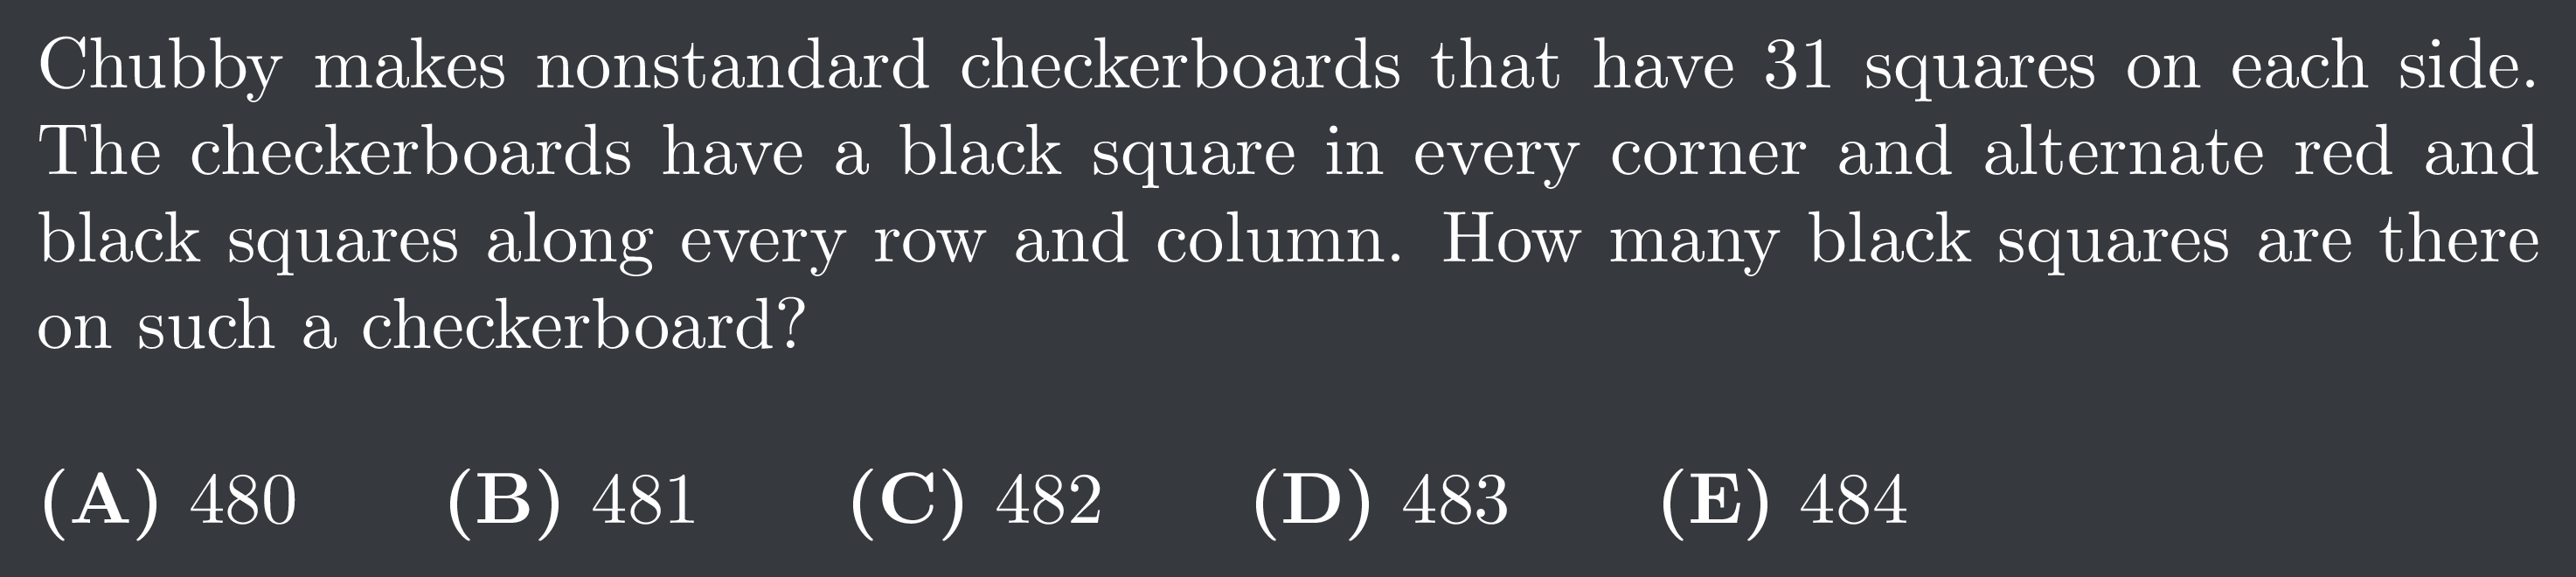 Chubby makes nonstandard checkerboards that have 31 squares on each side.
The checkerboards have a black square in every corner and alternate red and
black squares along every row and column. How many black squares are there
on such a checkerboard?
(A) 480 (B) 481 (C) 482 (D) 483 (E) 484